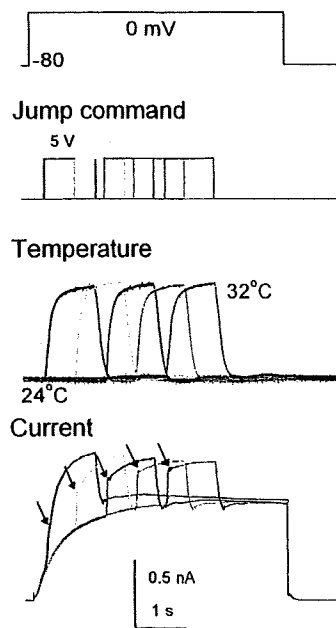 0 mV
-80
Jump command
5 V
Temperature
32°C
24°C
Current
0.5 nA
1 s